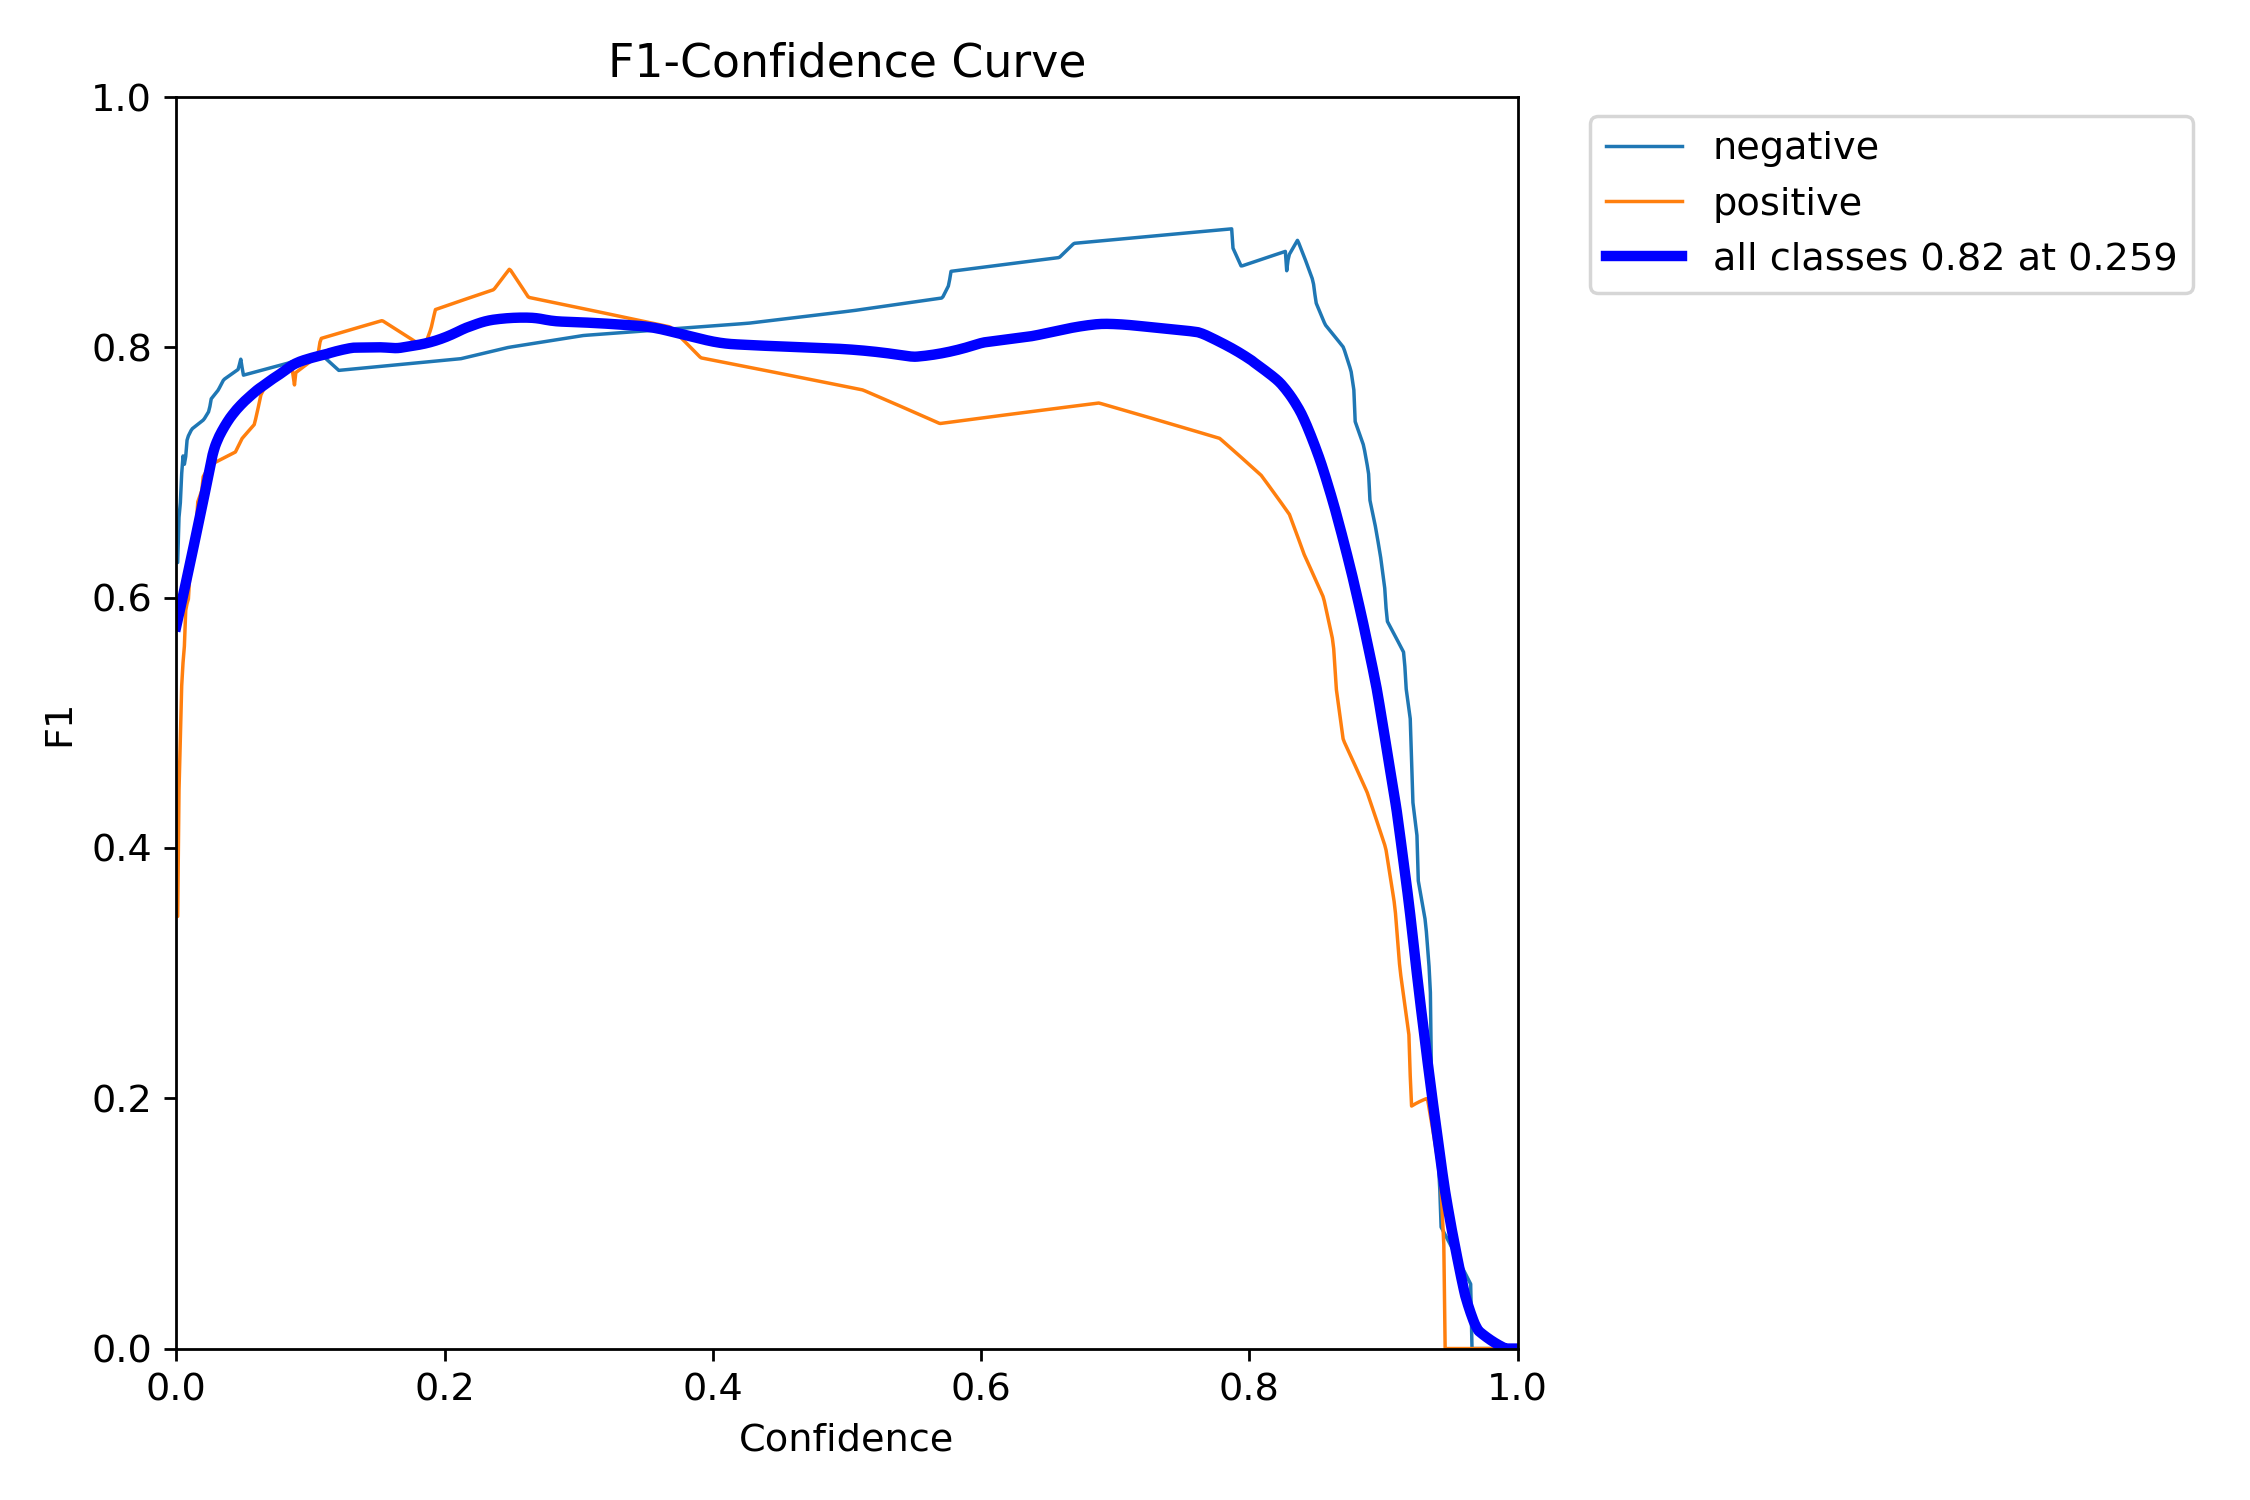 F1-Confidence Curve
negative
positive
all classes 0.82 at 0.259
F1
1.0
0.8
0.6
0.4
0.2
0.0
0.0 0.2 0.4 0.6 0.8 1.0
Confidence